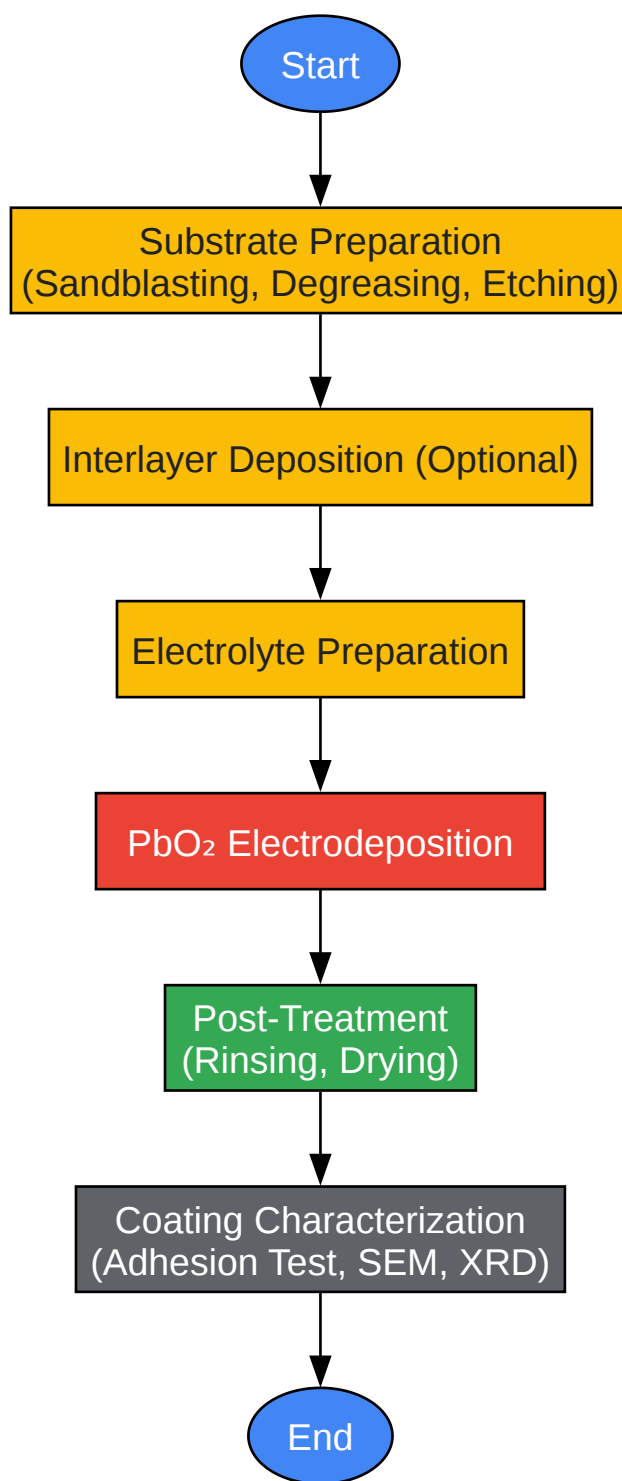 Start
Substrate Preparation
(Sandblasting, Degreasing, Etching)
Interlayer Deposition (Optional)
Electrolyte Preparation
PbO₂ Electrodeposition
Post-Treatment
(Rinsing, Drying)
Coating Characterization
(Adhesion Test, SEM, XRD)
End